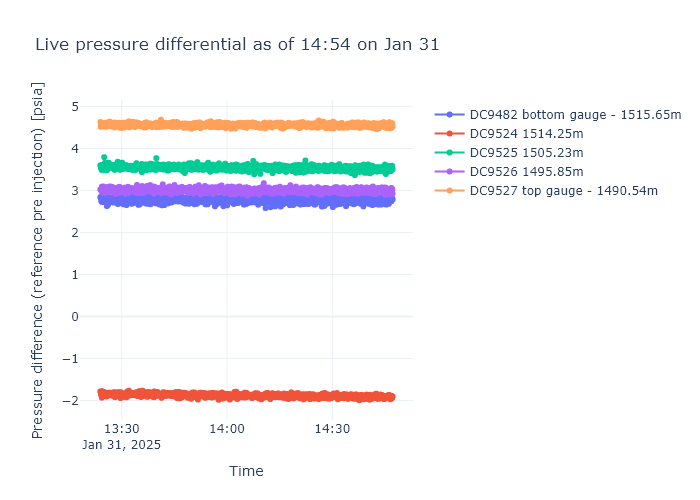 Live pressure differential as of 14:54 on Jan 31
Pressure difference (reference pre injection) [psia]
5
4
3
2
1
0
−1
−2
13:30
Jan 31, 2025
14:00
14:30
Time
DC9482 bottom gauge - 1515.65m
DC9524 1514.25m
DC9525 1505.23m
DC9526 1495.85m
DC9527 top gauge - 1490.54m